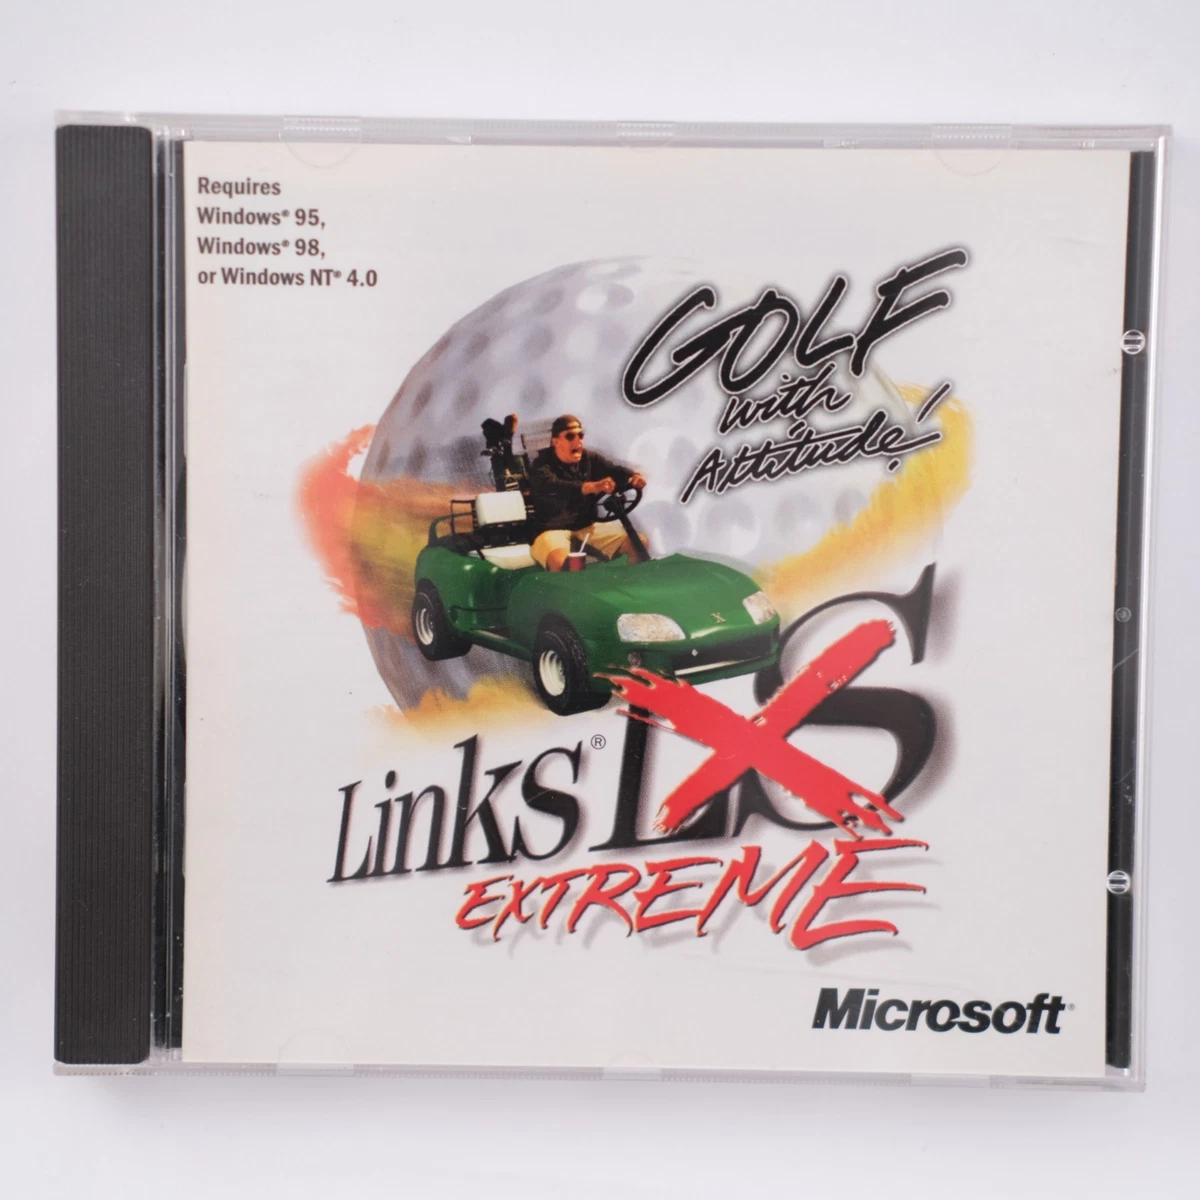 Requires
Windows® 95,
Windows® 98,
or Windows NT® 4.0
GOLF
with
Attitude!
X
Links® LS
EXTREME
Microsoft®